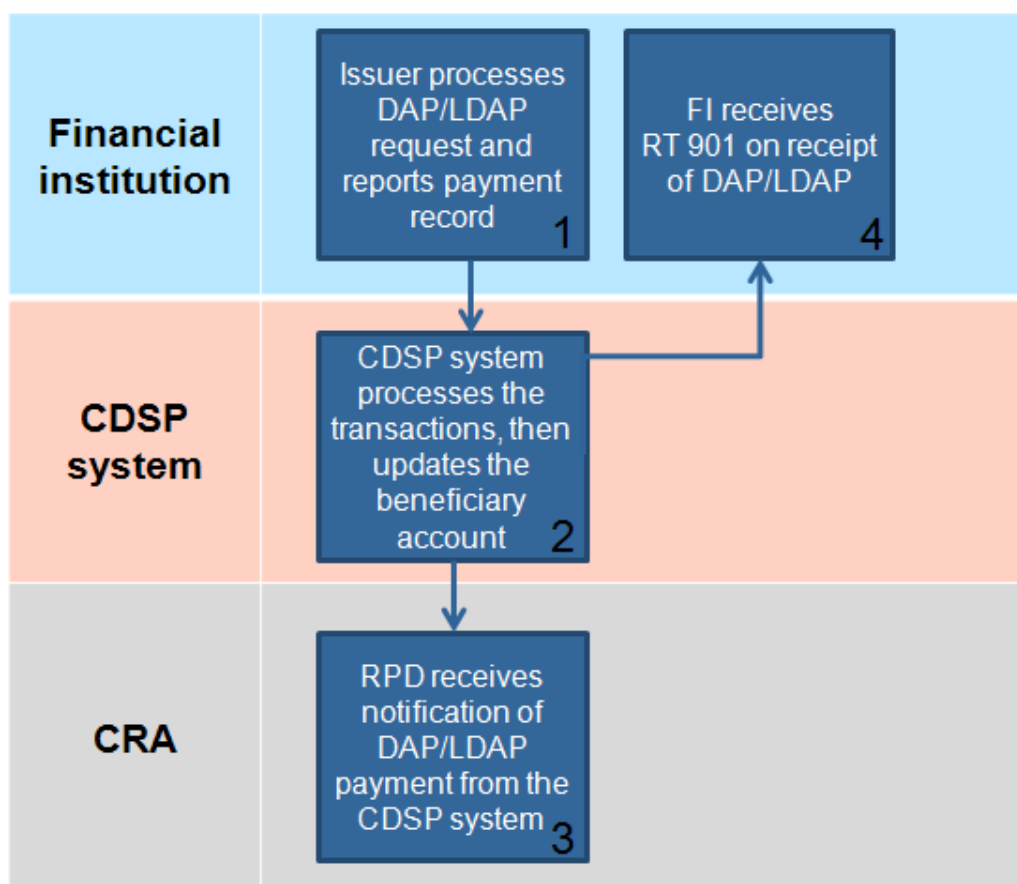 Financial
institution
Issuer processes
DAP/LDAP
request and
reports payment
record
1
FI receives
RT 901 on receipt
of DAP/LDAP
4
CDSP
system
CDSP system
processes the
transactions, then
updates the
beneficiary
account
2
CRA
RPD receives
notification of
DAP/LDAP
payment from the
CDSP system
3